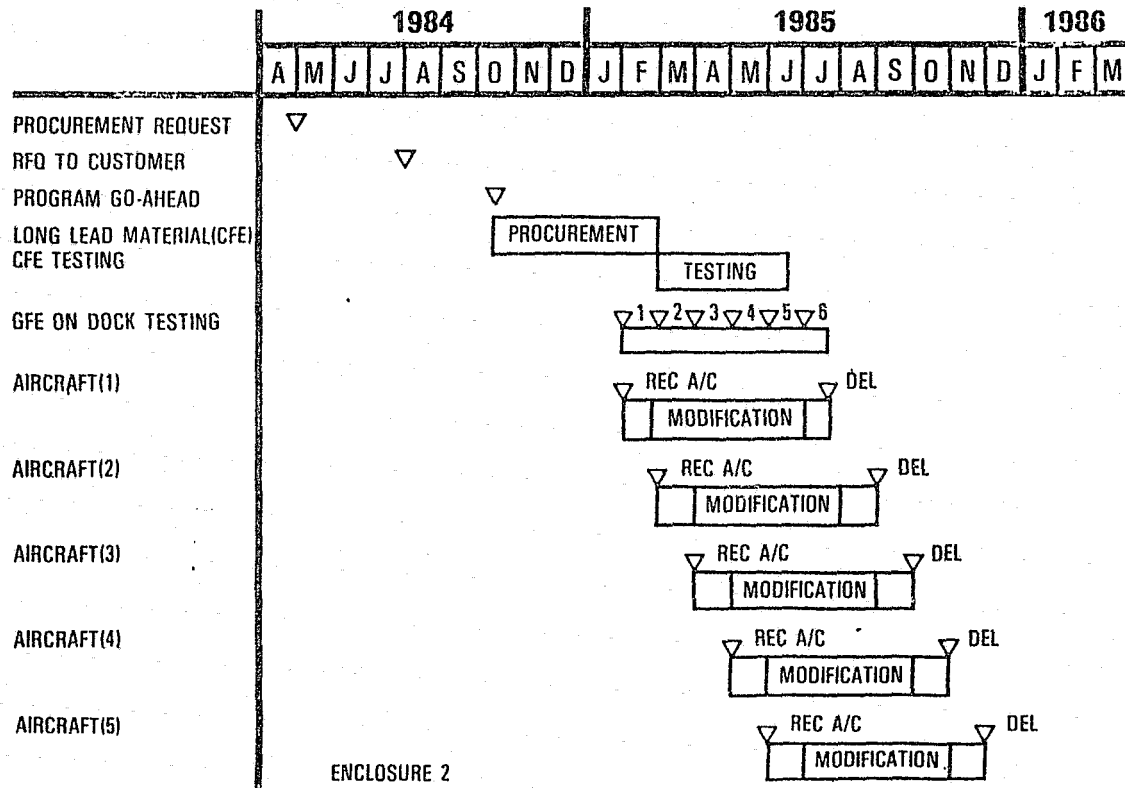 1984 1985 1986
A M J J A S O N D J F M A M J J A S O N D J F M
PROCUREMENT REQUEST
RFQ TO CUSTOMER
PROGRAM GO-AHEAD
LONG LEAD MATERIAL(CFE) PROCUREMENT
CFE TESTING TESTING
GFE ON DOCK TESTING 1 2 3 4 5 6
AIRCRAFT(1) REC A/C DEL
MODIFICATION
AIRCRAFT(2) REC A/C DEL
MODIFICATION
AIRCRAFT(3) REC A/C DEL
MODIFICATION
AIRCRAFT(4) REC A/C DEL
MODIFICATION
AIRCRAFT(5) REC A/C DEL
MODIFICATION
ENCLOSURE 2